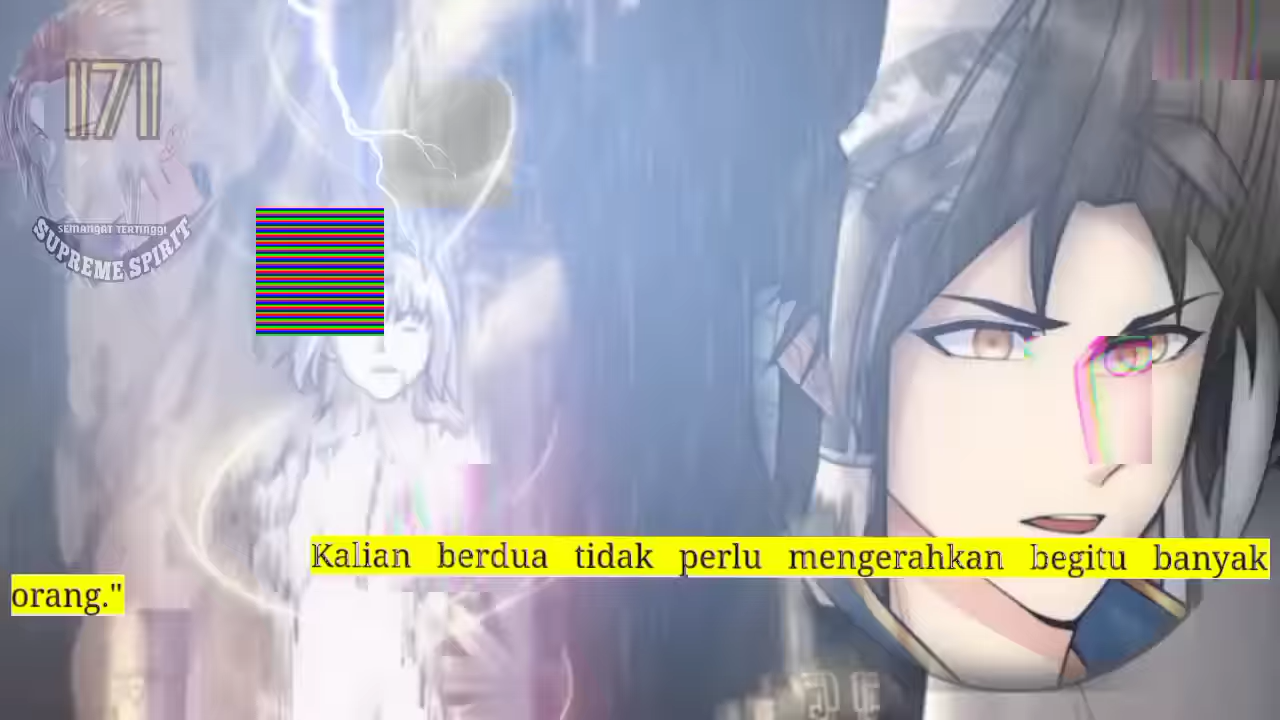 171
SEMANGAT TERTINGGI
SUPREME SPIRIT
Kalian berdua tidak perlu mengerahkan begitu banyak
orang."